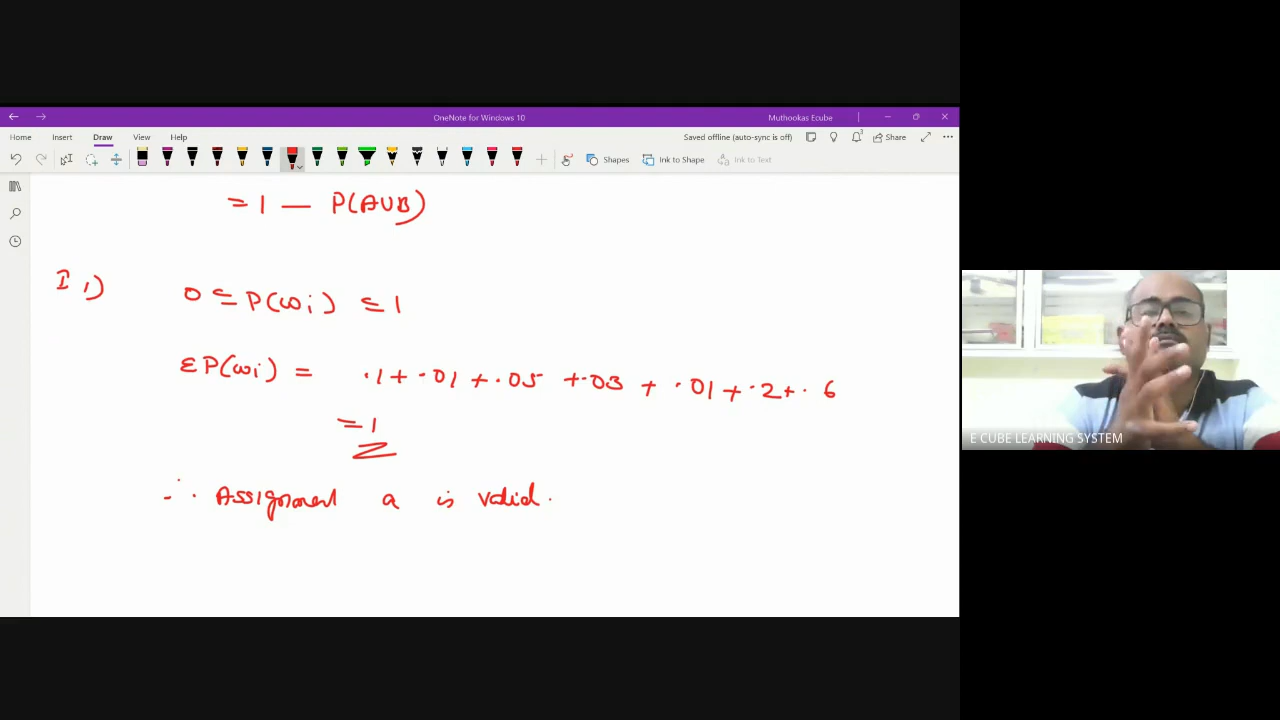 OneNote for Windows 10
Muthookas Ecube
Home Insert Draw View Help
Saved offline (auto-sync is off)
Share
Shapes
Ink to Shape
Ink to Text
= 1 — P(A∪B)
I 1)
0 ≤ P(ωi) ≤ 1
ΣP(ωi) = .1 + .01 + .05 + .03 + .01 + .2 + .6
= 1
∴ Assignment a is valid.
E CUBE LEARNING SYSTEM